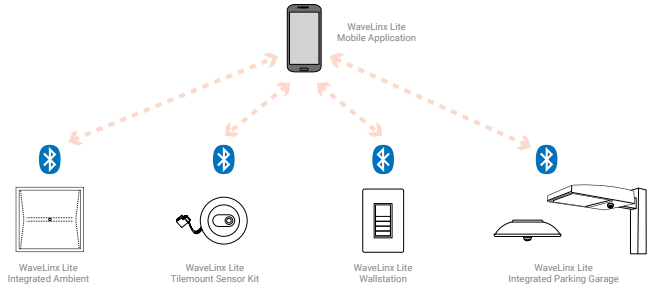 WaveLinx Lite
Mobile Application
WaveLinx Lite
Integrated Ambient
WaveLinx Lite
Tilemount Sensor Kit
WaveLinx Lite
Wallstation
WaveLinx Lite
Integrated Parking Garage